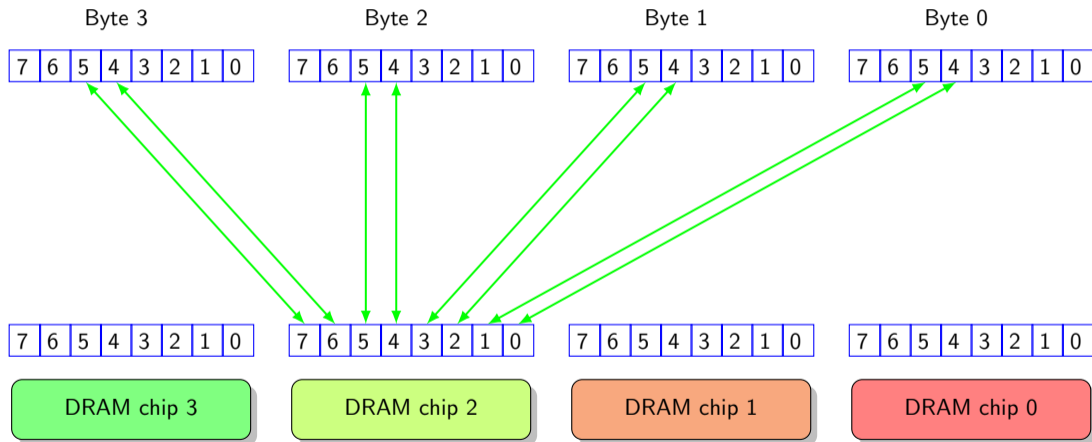 Byte 3 Byte 2 Byte 1 Byte 0
7 6 5 4 3 2 1 0 7 6 5 4 3 2 1 0 7 6 5 4 3 2 1 0 7 6 5 4 3 2 1 0
7 6 5 4 3 2 1 0 7 6 5 4 3 2 1 0 7 6 5 4 3 2 1 0 7 6 5 4 3 2 1 0
DRAM chip 3 DRAM chip 2 DRAM chip 1 DRAM chip 0